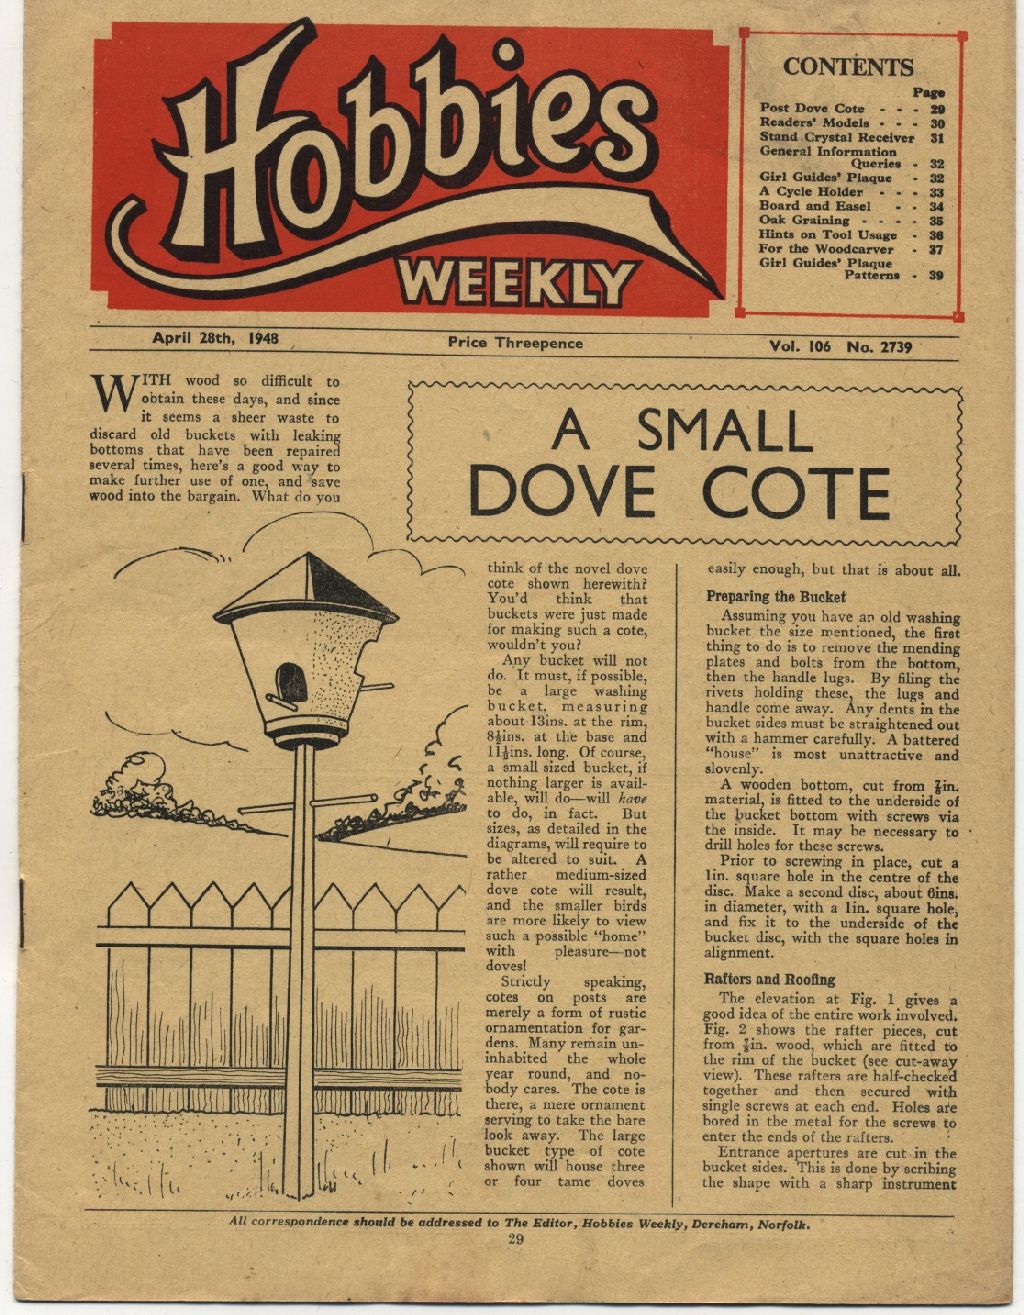 Hobbies
WEEKLY
CONTENTS
Page
Post Dove Cote - - - 29
Readers' Models - - - 30
Stand Crystal Receiver 31
General Information
Queries - 32
Girl Guides' Plaque - 32
A Cycle Holder - - - 33
Board and Easel - - 34
Oak Graining - - - - 35
Hints on Tool Usage - 36
For the Woodcarver - 37
Girl Guides' Plaque
Patterns - 39
April 28th, 1948
Price Threepence
Vol. 106 No. 2739
WITH wood so difficult to
obtain these days, and since
it seems a sheer waste to
discard old buckets with leaking
bottoms that have been repaired
several times, here's a good way to
make further use of one, and save
wood into the bargain. What do you
A SMALL
DOVE COTE
think of the novel dove
cote shown herewith?
You'd think that
buckets were just made
for making such a cote,
wouldn't you?
Any bucket will not
do. It must, if possible,
be a large washing
bucket, measuring
about 13ins. at the rim,
8½ins. at the base and
11½ins. long. Of course,
a small sized bucket, if
nothing larger is avail-
able, will do—will have
to do, in fact. But
sizes, as detailed in the
diagrams, will require to
be altered to suit. A
rather medium-sized
dove cote will result,
and the smaller birds
are more likely to view
such a possible "home"
with pleasure—not
doves!
Strictly speaking,
cotes on posts are
merely a form of rustic
ornamentation for gar-
dens. Many remain un-
inhabited the whole
year round, and no-
body cares. The cote is
there, a mere ornament
serving to take the bare
look away. The large
bucket type of cote
shown will house three
or four tame doves
easily enough, but that is about all.
Preparing the Bucket
Assuming you have an old washing
bucket the size mentioned, the first
thing to do is to remove the mending
plates and bolts from the bottom,
then the handle lugs. By filing the
rivets holding these, the lugs and
handle come away. Any dents in the
bucket sides must be straightened out
with a hammer carefully. A battered
"house" is most unattractive and
slovenly.
A wooden bottom, cut from ⅞in.
material, is fitted to the underside of
the bucket bottom with screws via
the inside. It may be necessary to
drill holes for these screws.
Prior to screwing in place, cut a
1in. square hole in the centre of the
disc. Make a second disc, about 6ins.
in diameter, with a 1in. square hole,
and fix it to the underside of the
bucket disc, with the square holes in
alignment.
Rafters and Roofing
The elevation at Fig. 1 gives a
good idea of the entire work involved.
Fig. 2 shows the rafter pieces, cut
from wood, which are fitted to
the rim of the bucket (see cut-away
view). These rafters are half-checked
together and then secured with
single screws at each end. Holes are
bored in the metal for the screws to
enter the ends of the rafters.
Entrance apertures are cut in the
bucket sides. This is done by scribing
the shape with a sharp instrument
All correspondence should be addressed to The Editor, Hobbies Weekly, Dereham, Norfolk.
29